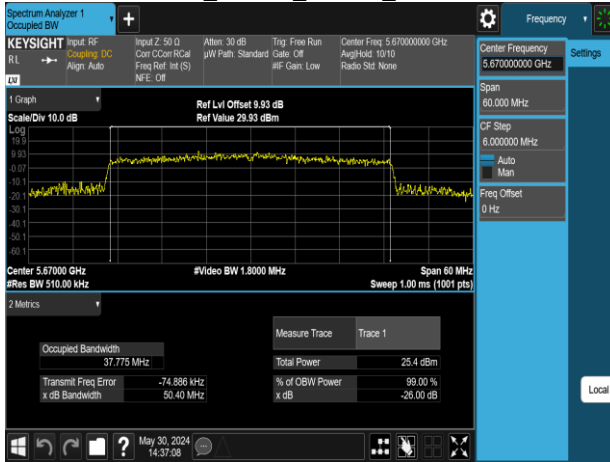 Spectrum Analyzer 1
Occupied BW
+
Frequency
KEYSIGHT
RL
LXI
Input: RF
Coupling: DC
Align: Auto
Input Z: 50 Ω
Corr CCorr RCal
Freq Ref: Int (S)
NFE: Off
Atten: 30 dB
µW Path: Standard
Trig: Free Run
Gate: Off
#IF Gain: Low
Center Freq: 5.670000000 GHz
Avg|Hold: 10/10
Radio Std: None
Center Frequency
5.670000000 GHz
Settings
Span
60.000 MHz
CF Step
6.000000 MHz
Auto
Man
Freq Offset
0 Hz
Local
1 Graph
Scale/Div 10.0 dB
Ref Lvl Offset 9.93 dB
Ref Value 29.93 dBm
Log
19.9
9.93
-0.07
-10.1
-20.1
-30.1
-40.1
-50.1
-60.1
Center 5.67000 GHz
#Res BW 510.00 kHz
#Video BW 1.8000 MHz
Span 60 MHz
Sweep 1.00 ms (1001 pts)
2 Metrics
Measure Trace Trace 1
Occupied Bandwidth
37.775 MHz
Total Power 25.4 dBm
Transmit Freq Error -74.886 kHz
% of OBW Power 99.00 %
x dB Bandwidth 50.40 MHz
x dB -26.00 dB
?
May 30, 2024
14:37:08